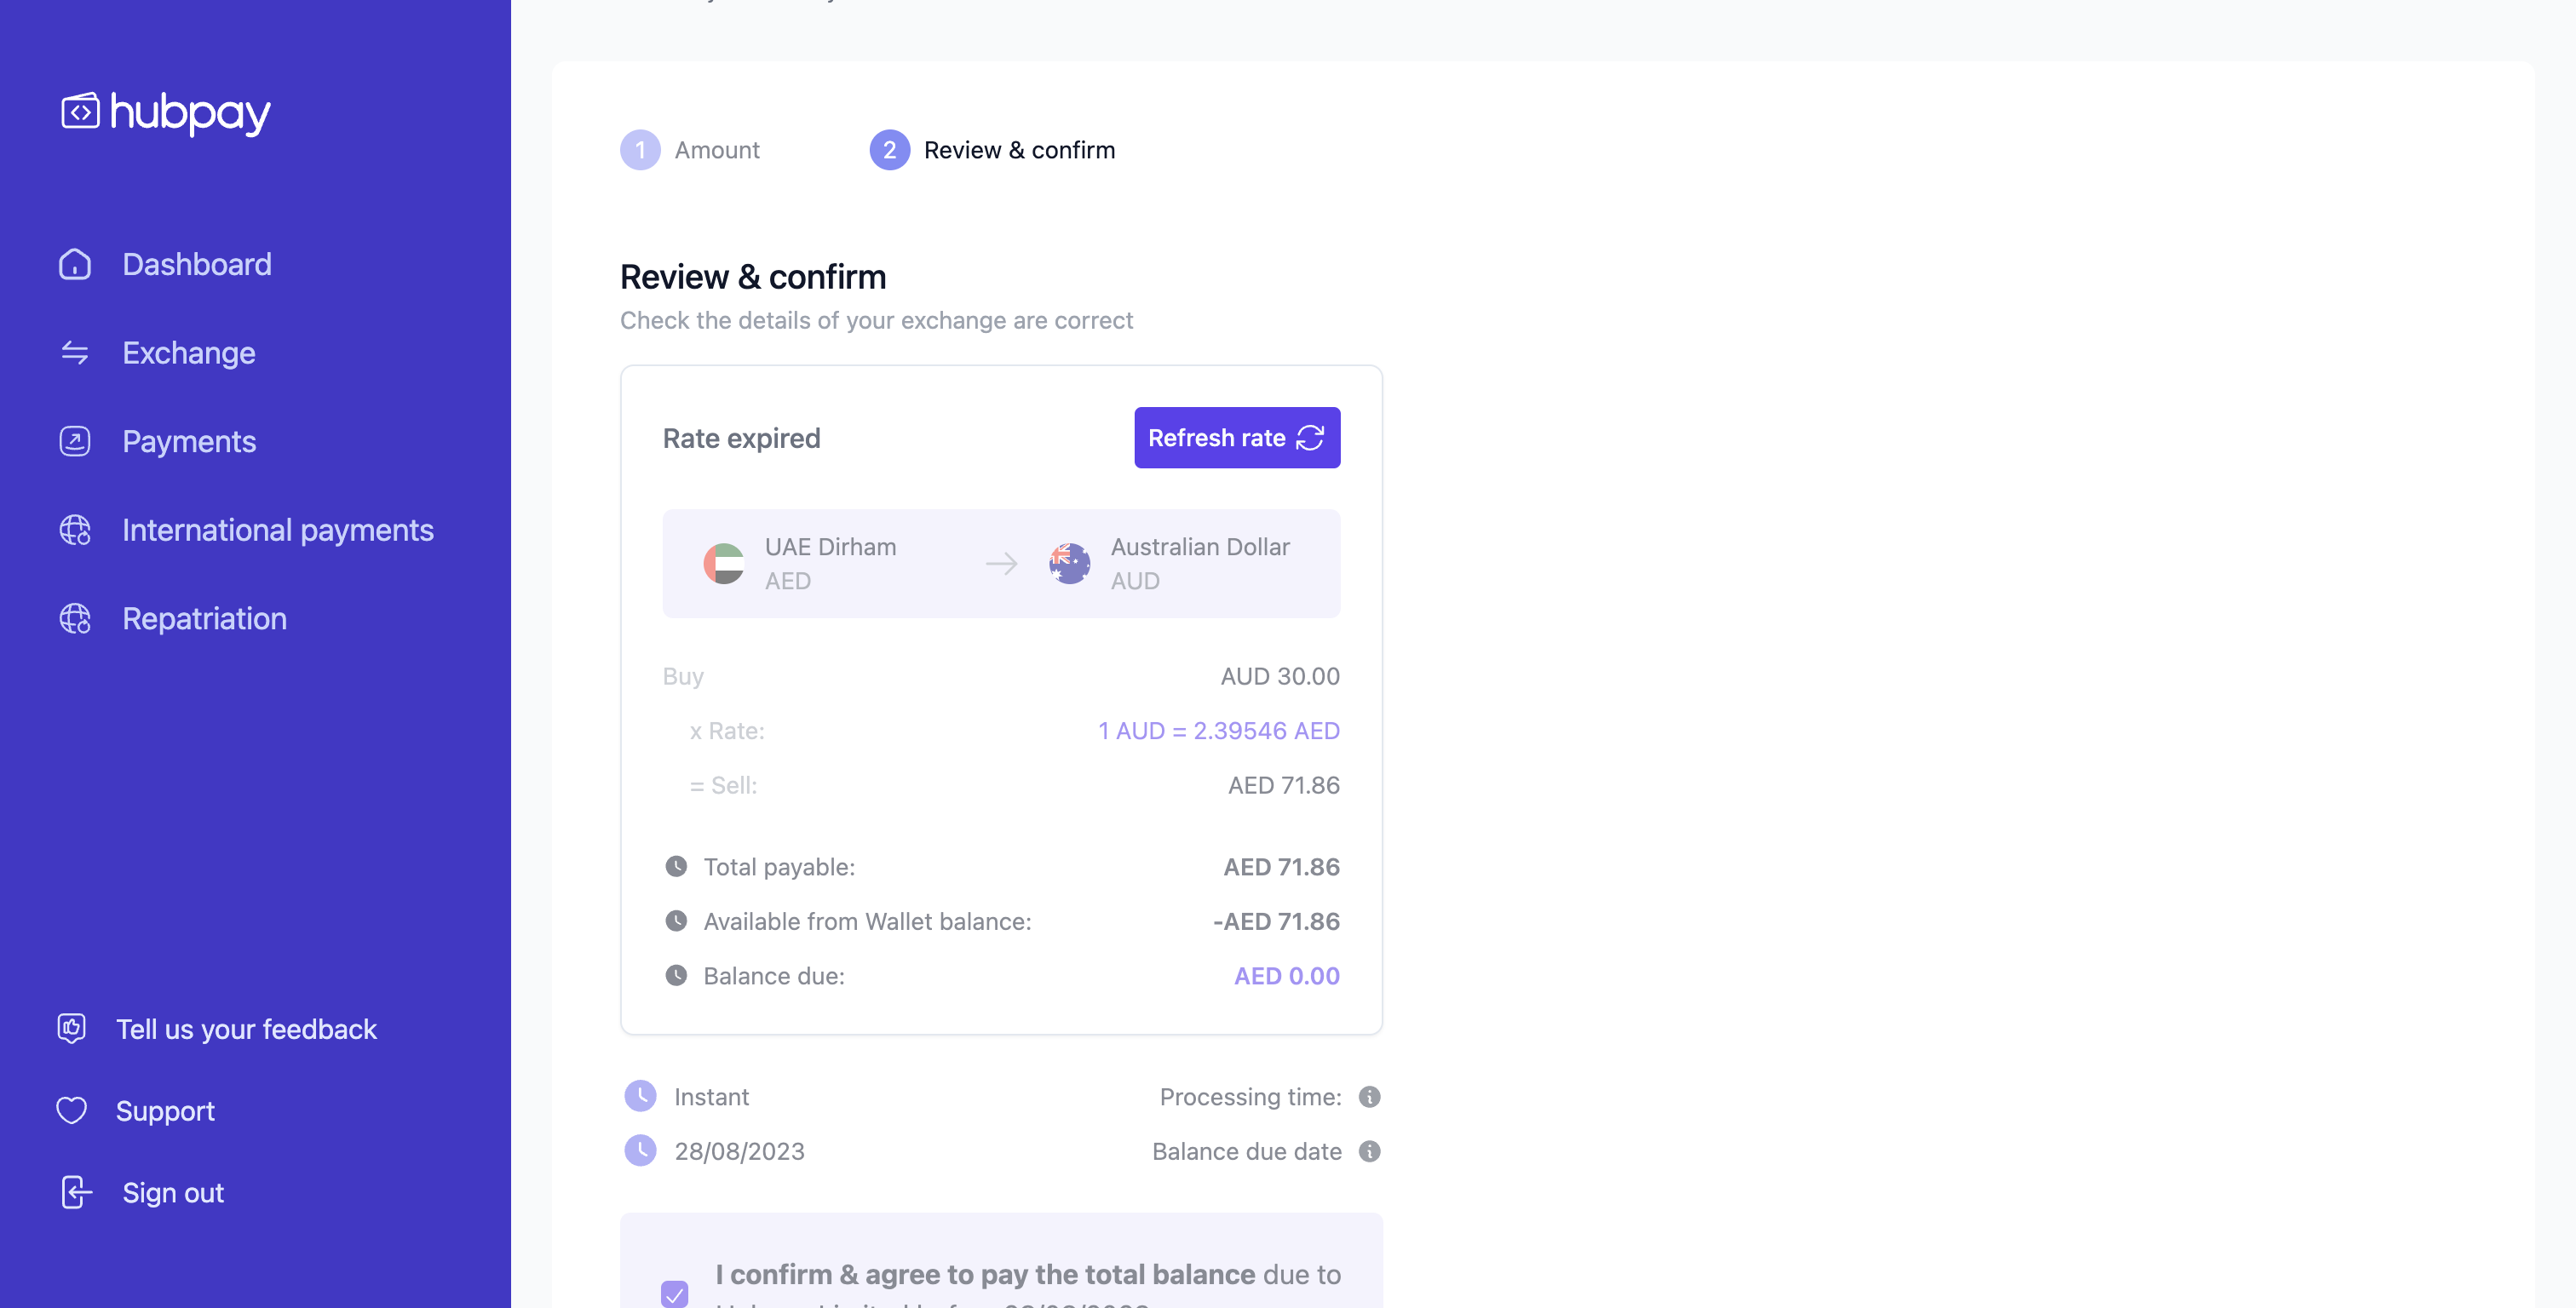 hubpay
Dashboard
Exchange
Payments
International payments
Repatriation
Tell us your feedback
Support
Sign out
1 Amount
2 Review & confirm
Review & confirm
Check the details of your exchange are correct
Rate expired
Refresh rate
UAE Dirham
AED
Australian Dollar
AUD
Buy AUD 30.00
x Rate: 1 AUD = 2.39546 AED
= Sell: AED 71.86
Total payable: AED 71.86
Available from Wallet balance: -AED 71.86
Balance due: AED 0.00
Instant Processing time:
28/08/2023 Balance due date
I confirm & agree to pay the total balance due to